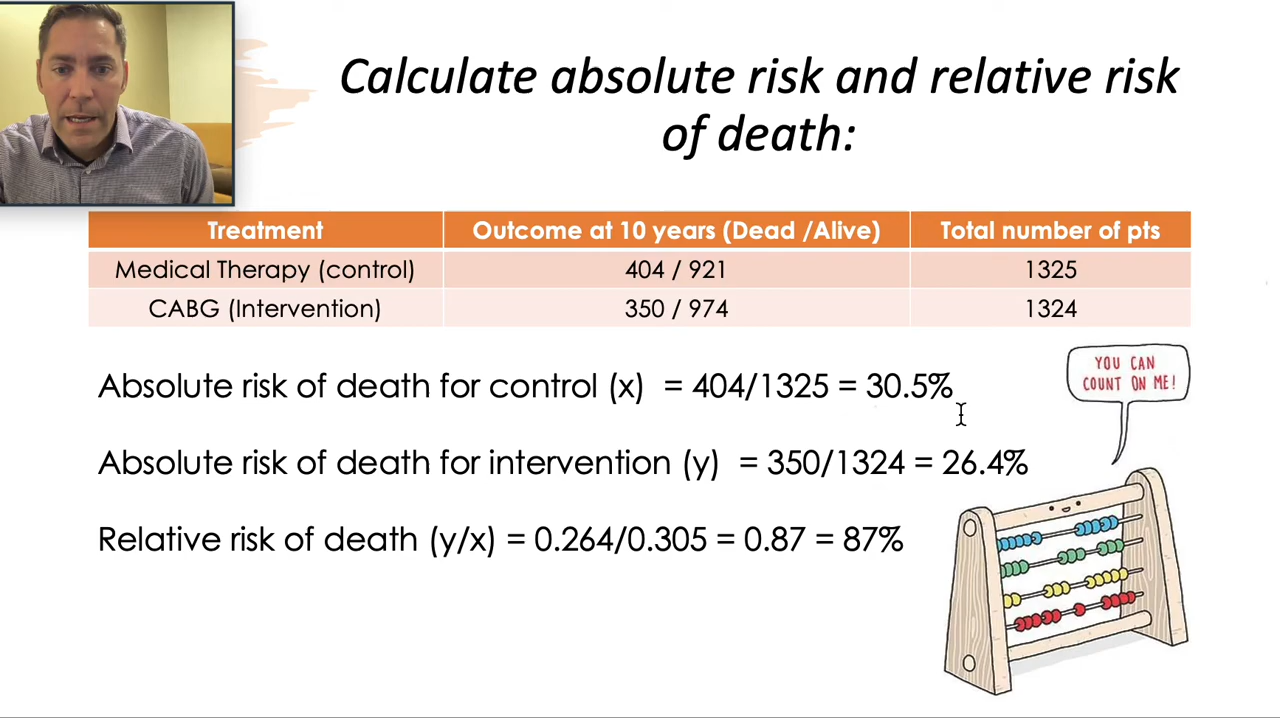 Calculate absolute risk and relative risk
of death:
Treatment Outcome at 10 years (Dead /Alive) Total number of pts
Medical Therapy (control) 404 / 921 1325
CABG (Intervention) 350 / 974 1324
Absolute risk of death for control (x) = 404/1325 = 30.5%
YOU CAN
COUNT ON ME!
Absolute risk of death for intervention (y) = 350/1324 = 26.4%
Relative risk of death (y/x) = 0.264/0.305 = 0.87 = 87%